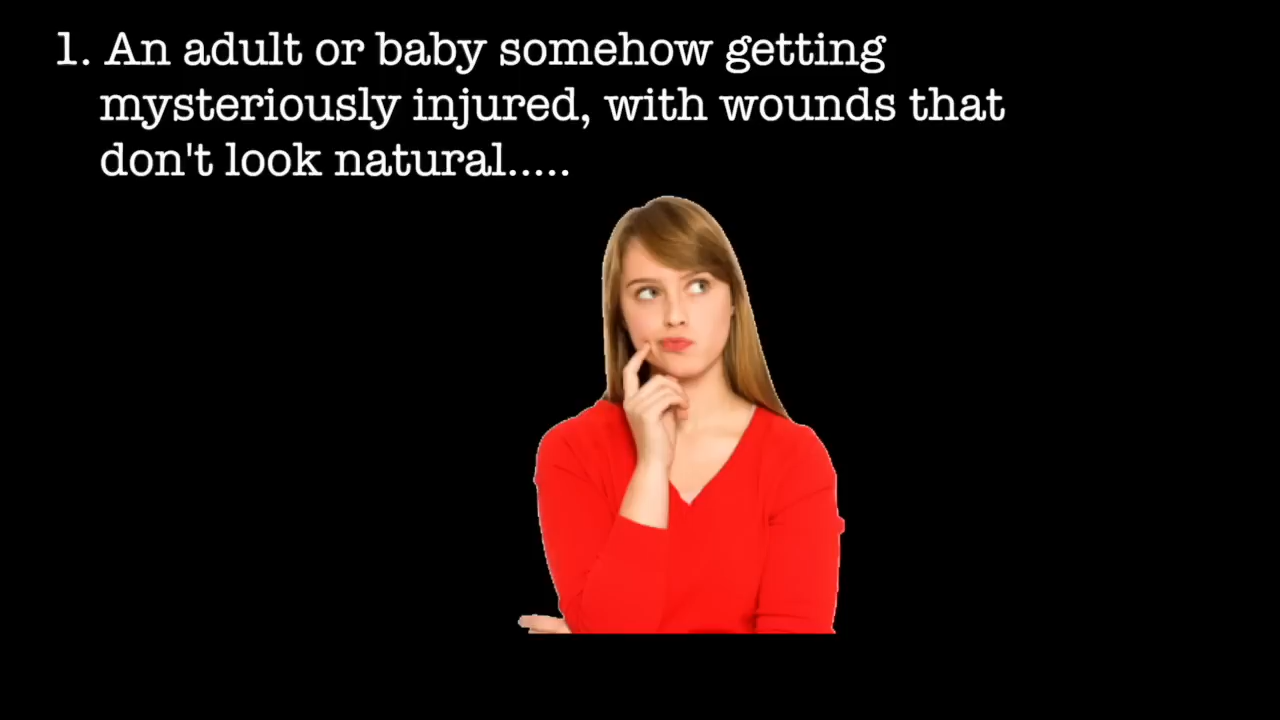 1. An adult or baby somehow getting
mysteriously injured, with wounds that
don't look natural.....